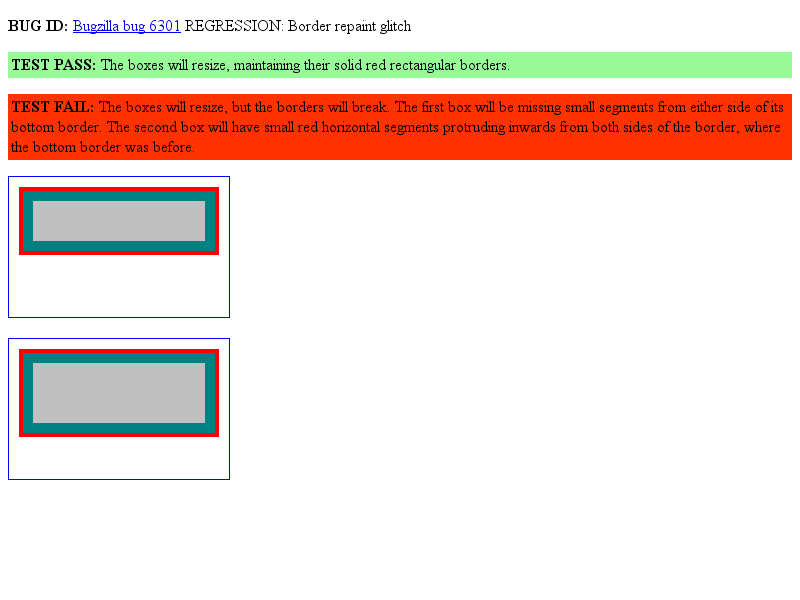 BUG ID: Bugzilla bug 6301 REGRESSION: Border repaint glitch
TEST PASS: The boxes will resize, maintaining their solid red rectangular borders.
TEST FAIL: The boxes will resize, but the borders will break. The first box will be missing small segments from either side of its
bottom border. The second box will have small red horizontal segments protruding inwards from both sides of the border, where
the bottom border was before.